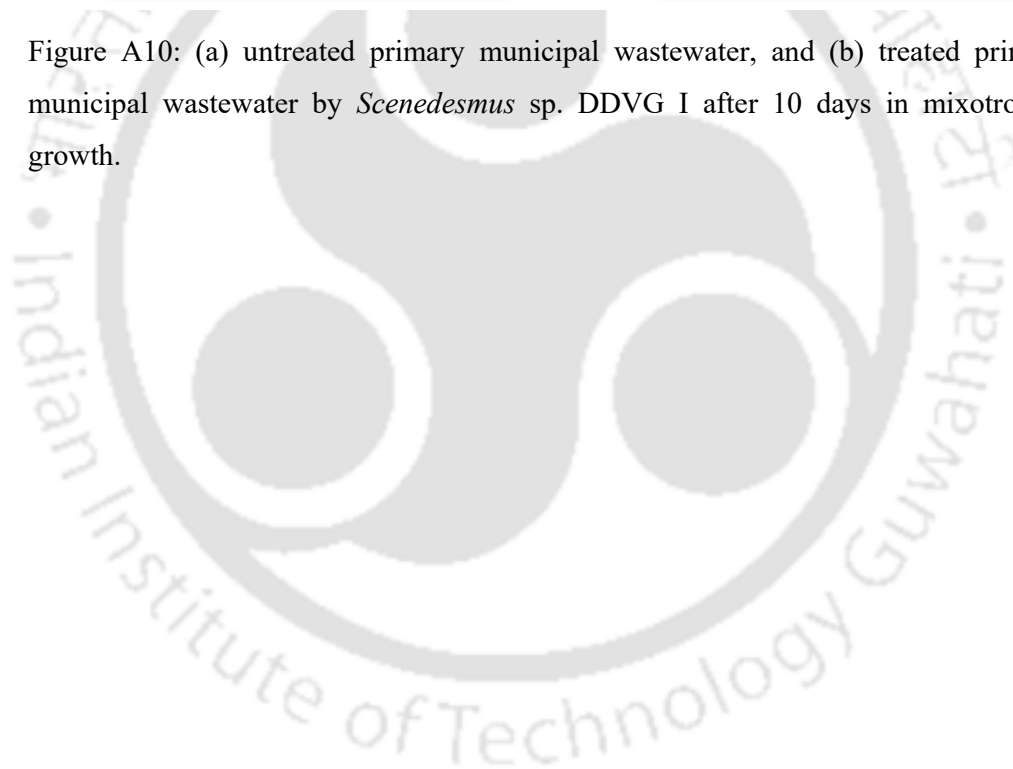 Figure A10: (a) untreated primary municipal wastewater, and (b) treated prin
municipal wastewater by Scenedesmus sp. DDVG I after 10 days in mixotro
growth.
• Indian Institute of Technology Guwahati •